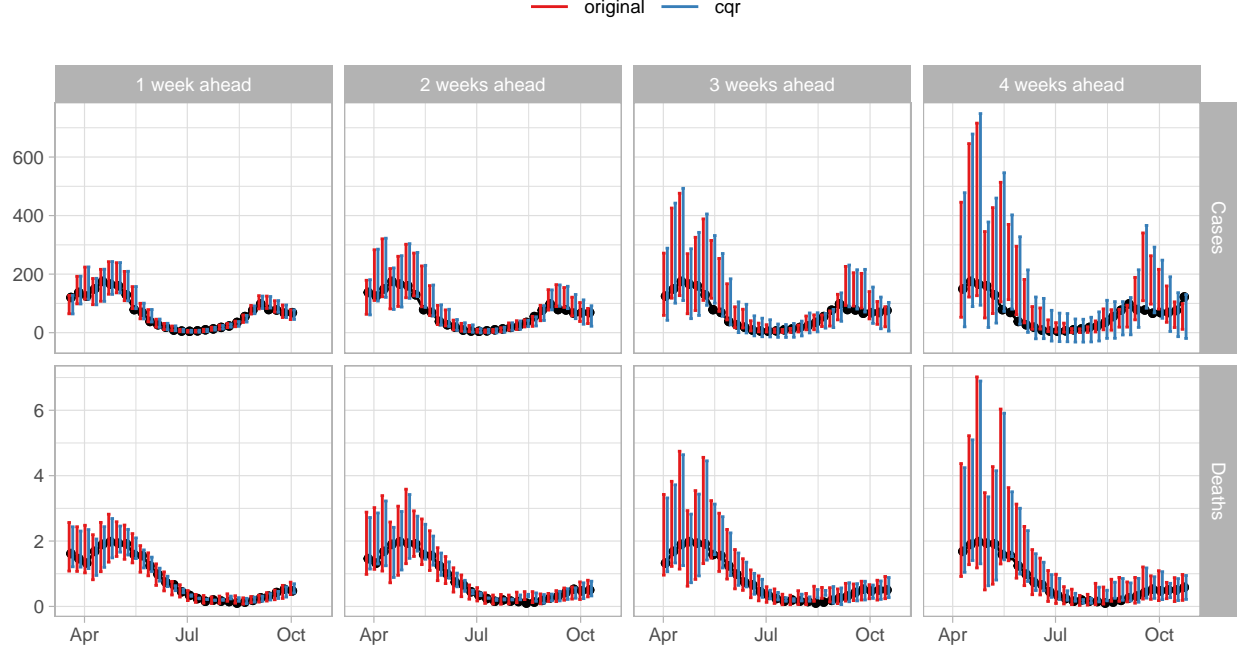 original cqr
1 week ahead 2 weeks ahead 3 weeks ahead 4 weeks ahead
600
400
200
0
Cases
6
4
2
0
Deaths
Apr Jul Oct Apr Jul Oct Apr Jul Oct Apr Jul Oct